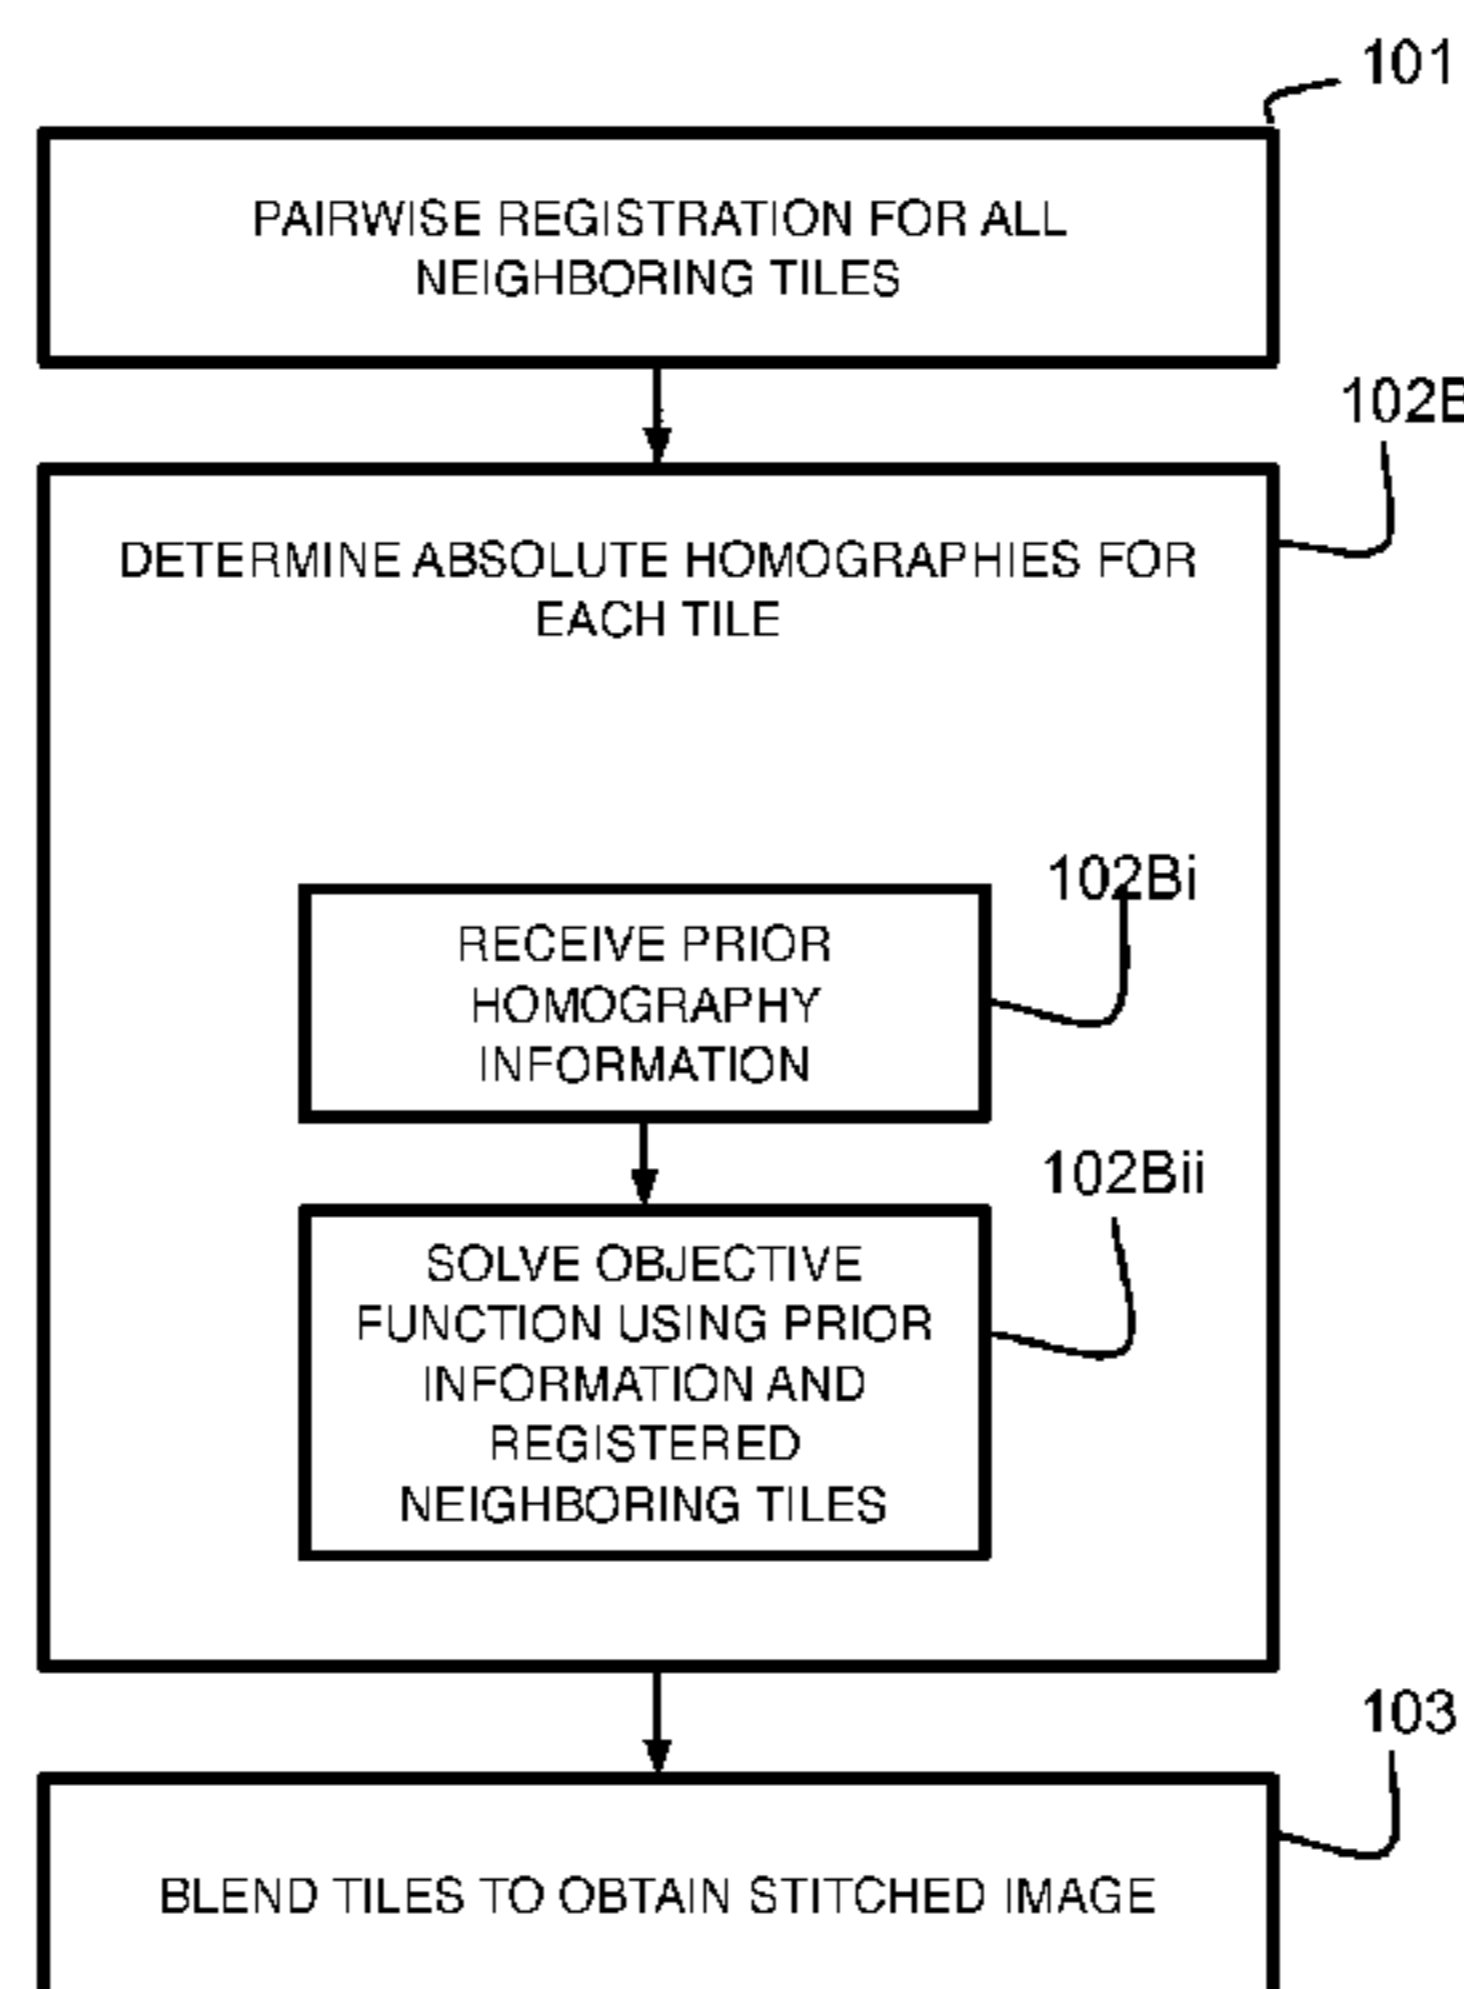 101
PAIRWISE REGISTRATION FOR ALL
NEIGHBORING TILES
102B
DETERMINE ABSOLUTE HOMOGRAPHIES FOR
EACH TILE
102Bi
RECEIVE PRIOR
HOMOGRAPHY
INFORMATION
102Bii
SOLVE OBJECTIVE
FUNCTION USING PRIOR
INFORMATION AND
REGISTERED
NEIGHBORING TILES
103
BLEND TILES TO OBTAIN STITCHED IMAGE